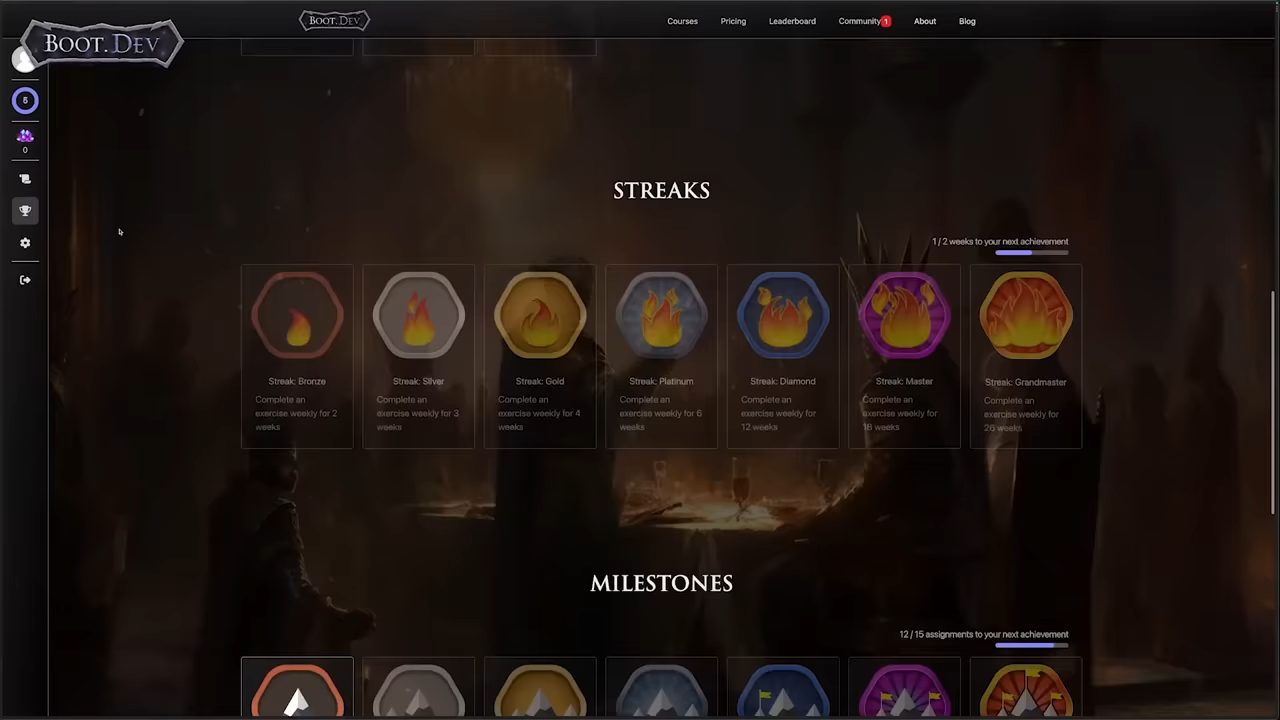 BOOT.DEV
BOOT.DEV
Courses
Pricing
Leaderboard
Community 1
About
Blog
5
0
STREAKS
1 / 2 weeks to your next achievement
Streak: Bronze
Complete an
exercise weekly for 2
weeks
Streak: Silver
Complete an
exercise weekly for 3
weeks
Streak: Gold
Complete an
exercise weekly for 4
weeks
Streak: Platinum
Complete an
exercise weekly for 6
weeks
Streak: Diamond
Complete an
exercise weekly for
12 weeks
Streak: Master
Complete an
exercise weekly for
18 weeks
Streak: Grandmaster
Complete an
exercise weekly for
26 weeks
MILESTONES
12 / 15 assignments to your next achievement